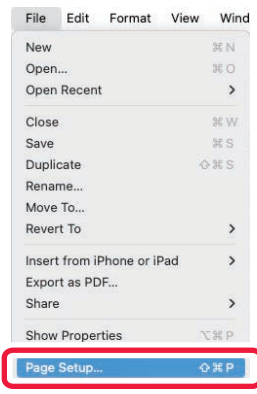 File Edit Format View Wind
New ⌘ N
Open... ⌘ O
Open Recent >
Close ⌘ W
Save ⌘ S
Duplicate ⇧ ⌘ S
Rename...
Move To...
Revert To >
Insert from iPhone or iPad >
Export as PDF...
Share >
Show Properties ⌥ ⌘ P
Page Setup... ⇧ ⌘ P